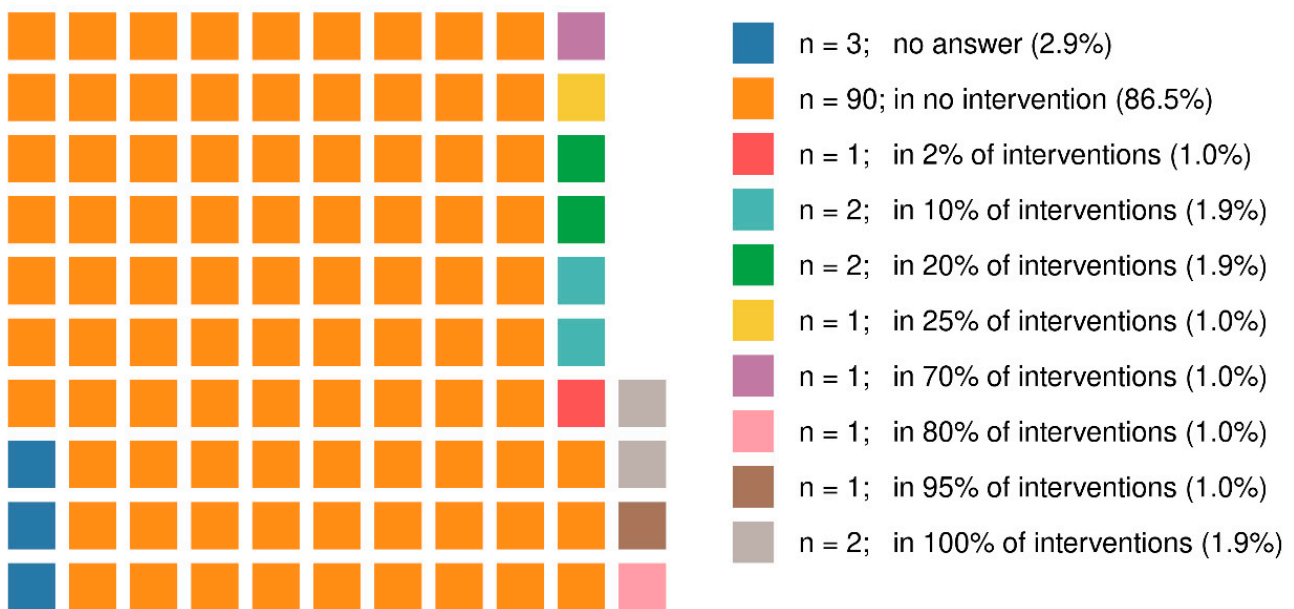 n = 3; no answer (2.9%)
n = 90; in no intervention (86.5%)
n = 1; in 2% of interventions (1.0%)
n = 2; in 10% of interventions (1.9%)
n = 2; in 20% of interventions (1.9%)
n = 1; in 25% of interventions (1.0%)
n = 1; in 70% of interventions (1.0%)
n = 1; in 80% of interventions (1.0%)
n = 1; in 95% of interventions (1.0%)
n = 2; in 100% of interventions (1.9%)